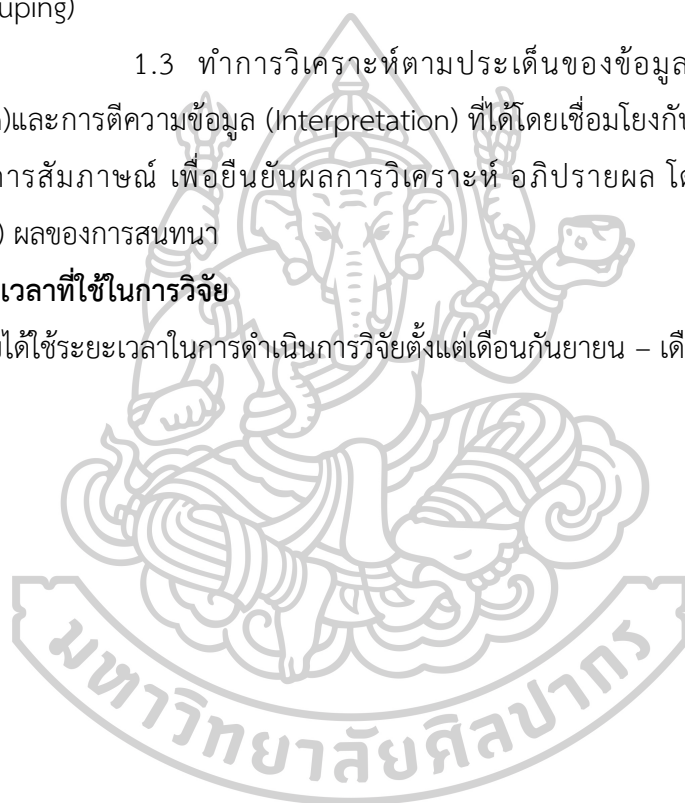 uping)
1.3 ทำการวิเคราะห์ตามประเด็นของข้อมูล
)และการตีความข้อมูล (Interpretation) ที่ได้โดยเชื่อมโยงกัน
การสัมภาษณ์ เพื่อยืนยันผลการวิเคราะห์ อภิปรายผล โด
) ผลของการสนทนา
เวลาที่ใช้ในการวิจัย
ได้ใช้ระยะเวลาในการดำเนินการวิจัยตั้งแต่เดือนกันยายน – เดื
มหาวิทยาลัยศิลปากร